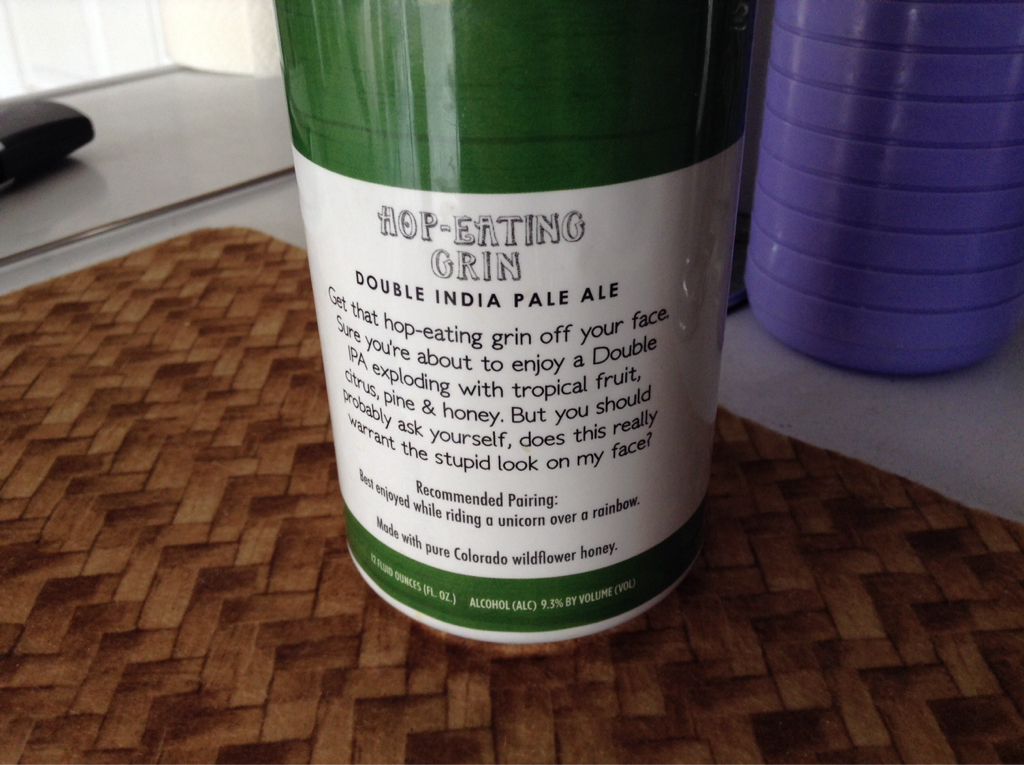 HOP-EATING
GRIN
DOUBLE INDIA PALE ALE
Get that hop-eating grin off your face.
Sure you're about to enjoy a Double
IPA exploding with tropical fruit,
citrus, pine & honey. But you should
probably ask yourself, does this really
warrant the stupid look on my face?
Recommended Pairing:
Best enjoyed while riding a unicorn over a rainbow.
Made with pure Colorado wildflower honey.
12 FLUID OUNCES (FL. OZ.) ALCOHOL (ALC) 9.3% BY VOLUME (VOL)